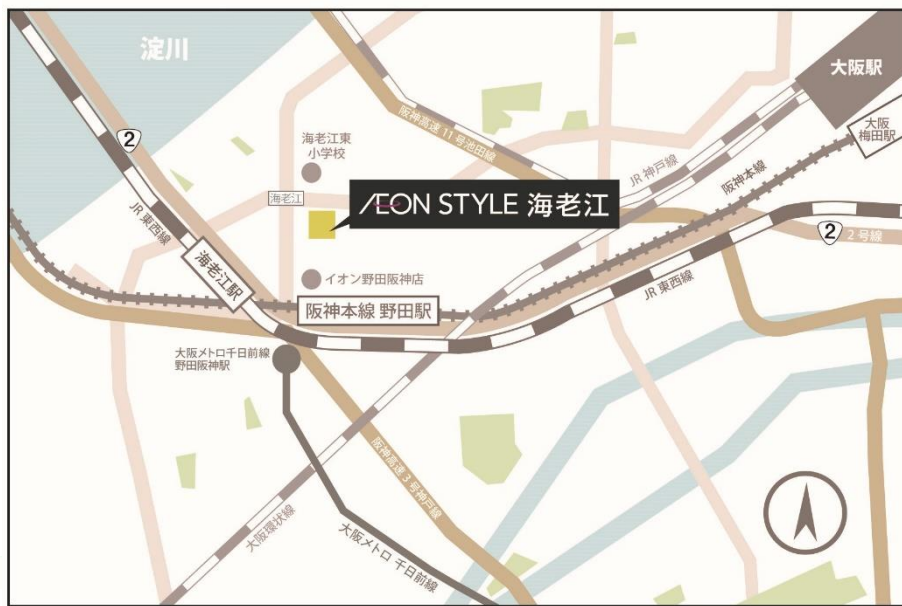 淀川
大阪駅
大阪
梅田駅
2
阪神高速11号池田線
海老江東
小学校
JR 神戸線
阪神本線
海老江
ÆON STYLE 海老江
2
2号線
JR 東西線
海老江駅
イオン野田阪神店
JR 東西線
阪神本線 野田駅
大阪メトロ千日前線
野田阪神駅
阪神高速3号神戸線
大阪環状線
大阪メトロ 千日前線